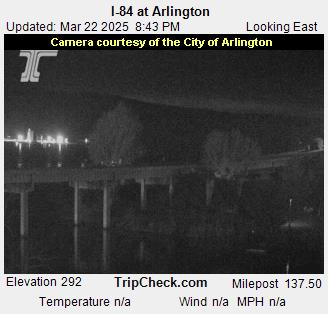 I-84 at Arlington
Updated: Mar 22 2025 8:43 PM Looking East
Camera courtesy of the City of Arlington
Elevation 292 TripCheck.com Milepost 137.50
Temperature n/a Wind n/a MPH n/a